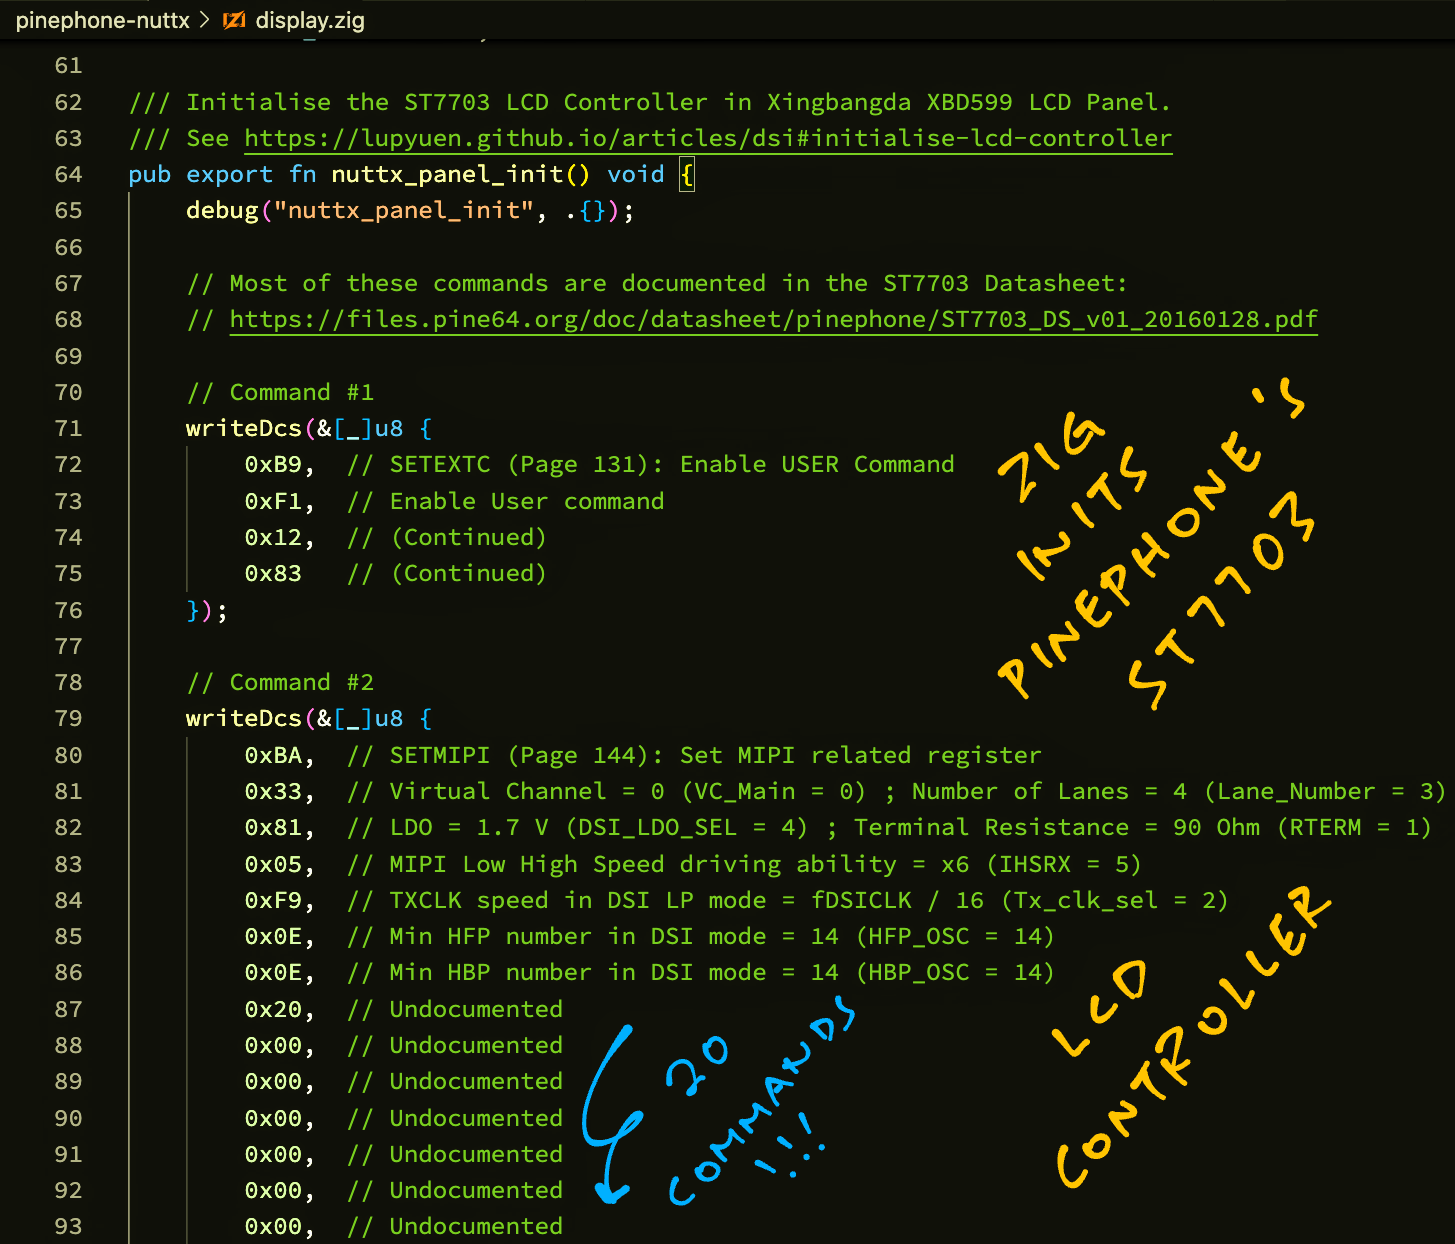 pinephone-nuttx > display.zig
61
62 /// Initialise the ST7703 LCD Controller in Xingbangda XBD599 LCD Panel.
63 /// See https://lupyuen.github.io/articles/dsi#initialise-lcd-controller
64 pub export fn nuttx_panel_init() void {
65 debug("nuttx_panel_init", .{});
66
67 // Most of these commands are documented in the ST7703 Datasheet:
68 // https://files.pine64.org/doc/datasheet/pinephone/ST7703_DS_v01_20160128.pdf
69
70 // Command #1
71 writeDcs(&[_]u8 {
72 0xB9, // SETEXTC (Page 131): Enable USER Command
73 0xF1, // Enable User command
74 0x12, // (Continued)
75 0x83 // (Continued)
76 });
77
78 // Command #2
79 writeDcs(&[_]u8 {
80 0xBA, // SETMIPI (Page 144): Set MIPI related register
81 0x33, // Virtual Channel = 0 (VC_Main = 0) ; Number of Lanes = 4 (Lane_Number = 3)
82 0x81, // LDO = 1.7 V (DSI_LDO_SEL = 4) ; Terminal Resistance = 90 Ohm (RTERM = 1)
83 0x05, // MIPI Low High Speed driving ability = x6 (IHSRX = 5)
84 0xF9, // TXCLK speed in DSI LP mode = fDSICLK / 16 (Tx_clk_sel = 2)
85 0x0E, // Min HFP number in DSI mode = 14 (HFP_OSC = 14)
86 0x0E, // Min HBP number in DSI mode = 14 (HBP_OSC = 14)
87 0x20, // Undocumented
88 0x00, // Undocumented
89 0x00, // Undocumented
90 0x00, // Undocumented
91 0x00, // Undocumented
92 0x00, // Undocumented
93 0x00, // Undocumented
ZIG
INITS
PINEPHONE'S
ST7703
LCD
CONTROLLER
20
COMMANDS
!!!